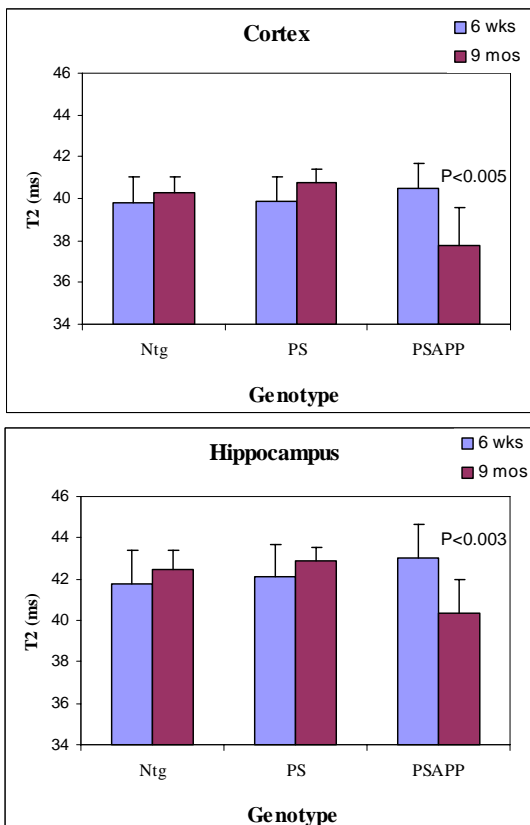 Cortex
6 wks
9 mos
46
44
42
40
38
36
34
T2 (ms)
P<0.005
Ntg PS PSAPP
Genotype
Hippocampus
6 wks
9 mos
46
44
42
40
38
36
34
T2 (ms)
P<0.003
Ntg PS PSAPP
Genotype